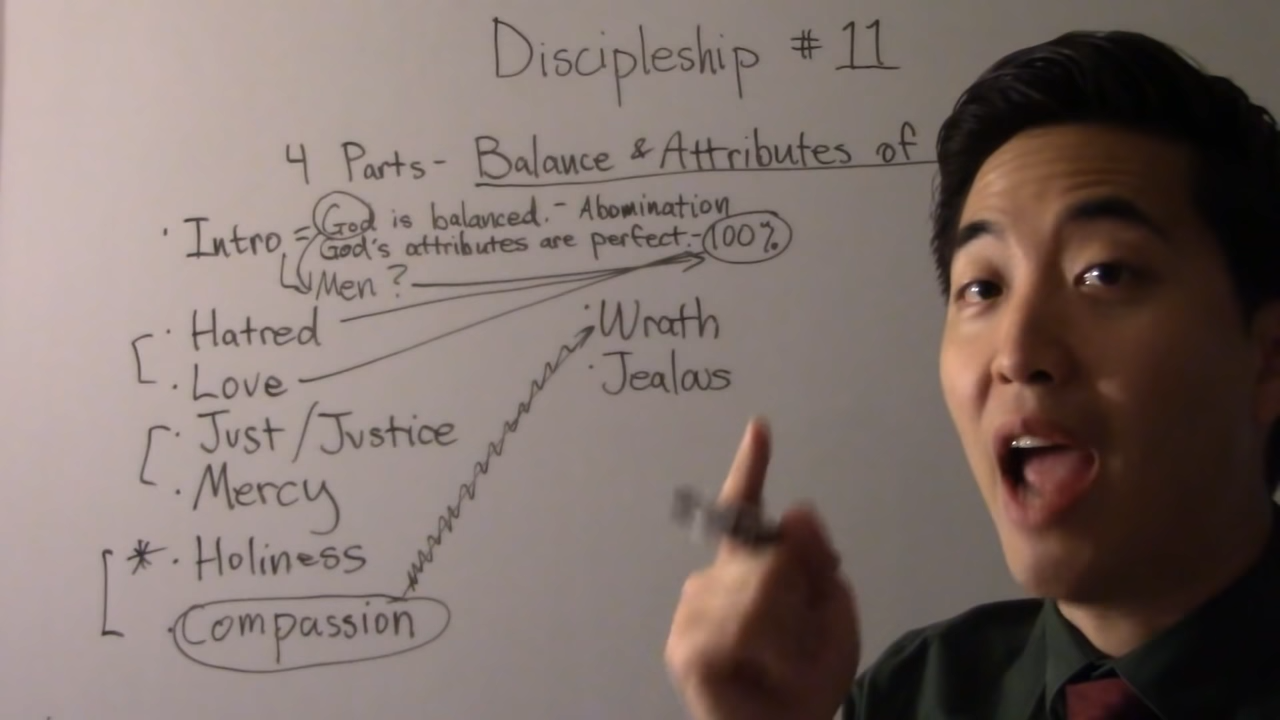 Discipleship # 11
4 Parts - Balance & Attributes of
· Intro = God is balanced. - Abomination
God's attributes are perfect. - 100%
Men ?
· Hatred
· Love
· Just / Justice
· Mercy
* · Holiness
· Compassion
· Wrath
· Jealous